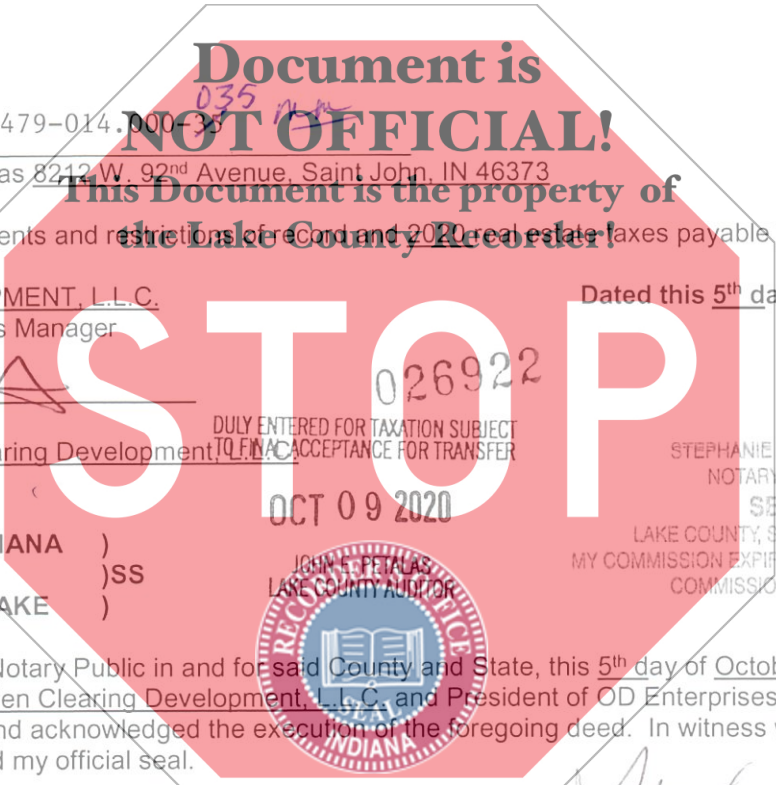 Document is
035
479-014.000-35
NOT OFFICIAL!
as 8212 W. 92nd Avenue, Saint John, IN 46373
This Document is the property of
the Lake County Recorder!
ents and restrictions of record and 2020 real estate taxes payable
PMENT, L.L.C.
Dated this 5th da
s Manager
STOP
026922
DULY ENTERED FOR TAXATION SUBJECT
TO FINAL ACCEPTANCE FOR TRANSFER
aring Development, L.L.C.
STEPHANIE
NOTARY
SE
OCT 09 2020
LAKE COUNTY, S
IANA )
MY COMMISSION EXPIR
)SS
JOHN E. PETALAS
COMMISSIO
LAKE COUNTY AUDITOR
AKE )
RECORDER'S OFFICE
SEAL
INDIANA
Notary Public in and for said County and State, this 5th day of Octob
en Clearing Development, L.L.C. and President of OD Enterprises
nd acknowledged the execution of the foregoing deed. In witness
d my official seal.